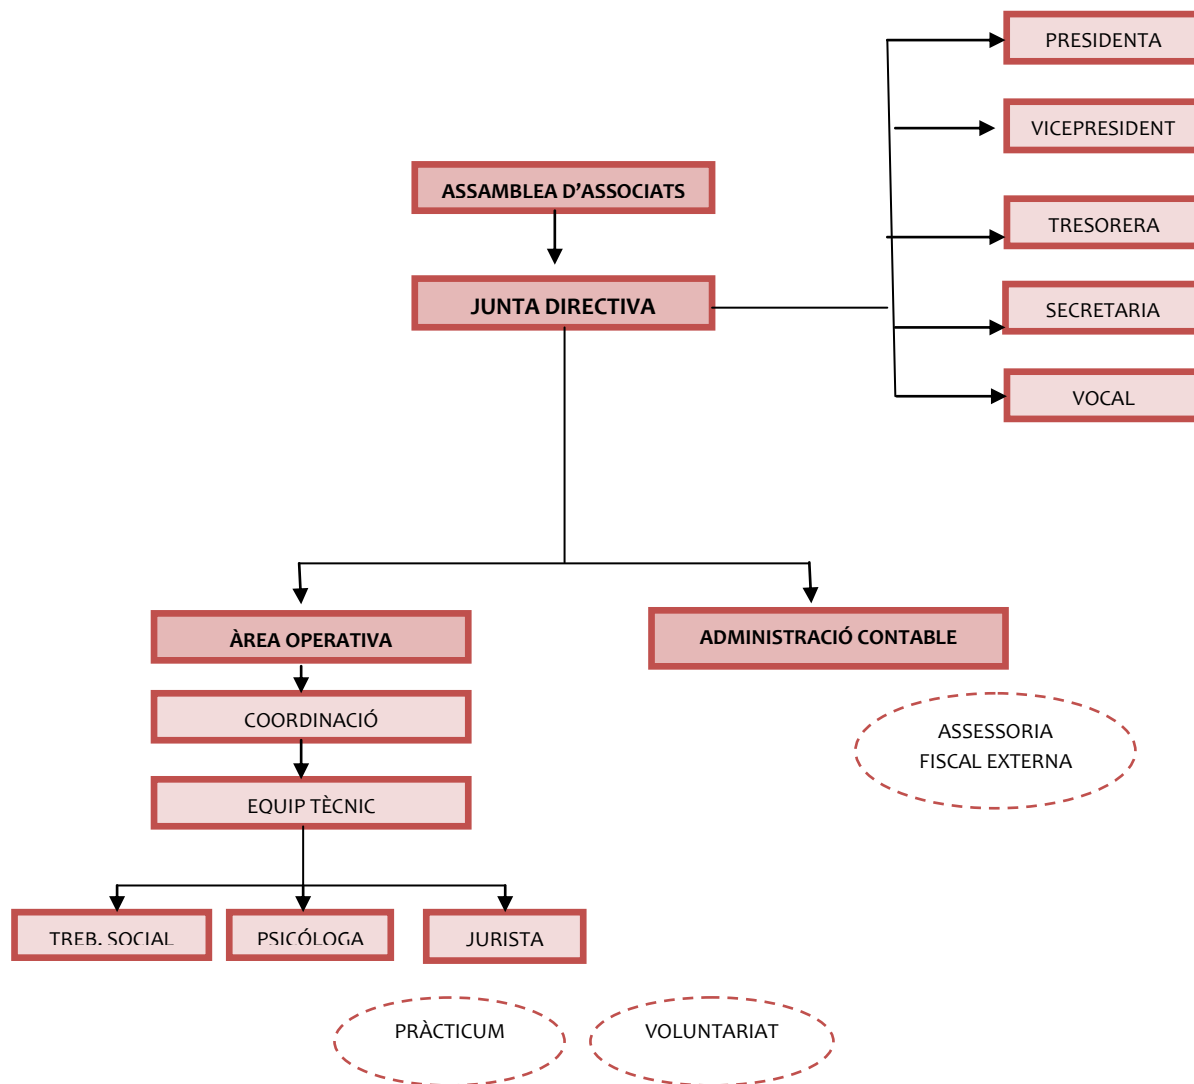 PRESIDENTA
VICEPRESIDENT
ASSAMBLEA D’ASSOCIATS
TRESORERA
JUNTA DIRECTIVA
SECRETARIA
VOCAL
ÀREA OPERATIVA
ADMINISTRACIÓ CONTABLE
COORDINACIÓ
ASSESSORIA
FISCAL EXTERNA
EQUIP TÈCNIC
TREB. SOCIAL
PSICÓLOGA
JURISTA
PRÀCTICUM
VOLUNTARIAT